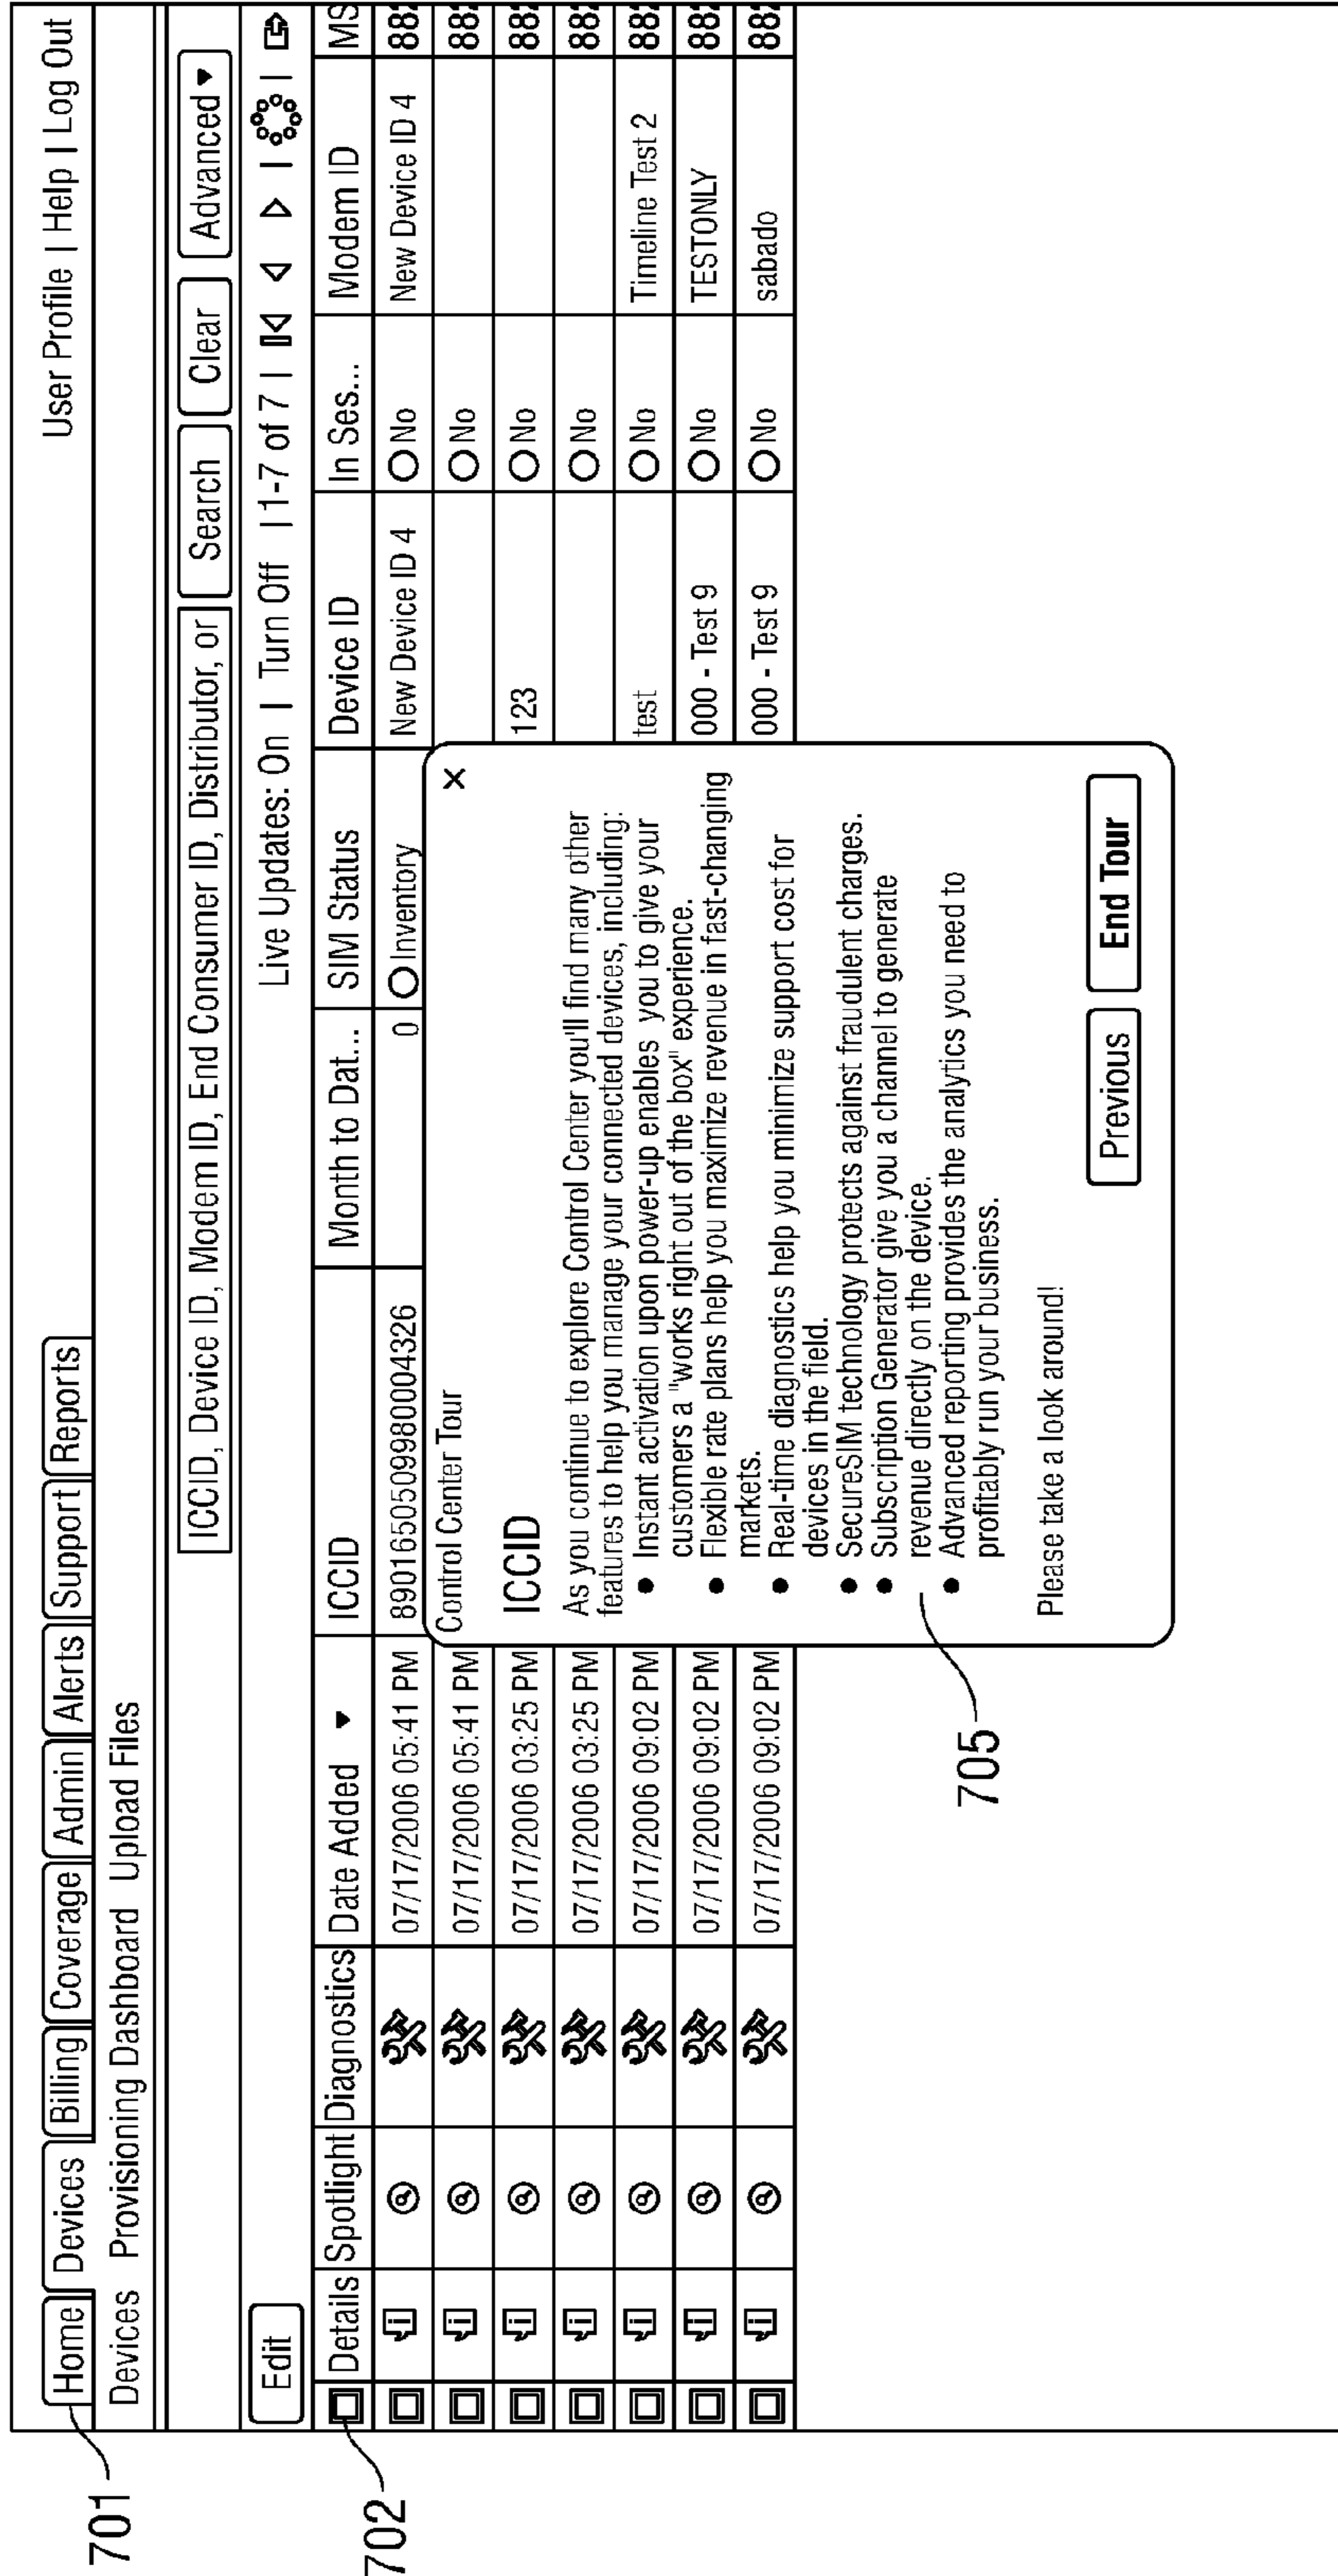 User Profile | Help | Log Out
Home Devices Billing Coverage Admin Alerts Support Reports
Devices Provisioning Dashboard Upload Files
ICCID, Device ID, Modem ID, End Consumer ID, Distributor, or Search Clear Advanced
Edit Live Updates: On | Turn Off | 1-7 of 7 |
Details Spotlight Diagnostics Date Added ICCID Month to Dat... SIM Status Device ID In Ses... Modem ID MS
07/17/2006 05:41 PM 89016505099800004326 0 Inventory New Device ID 4 No New Device ID 4 882
07/17/2006 05:41 PM No 882
07/17/2006 03:25 PM 123 No 882
07/17/2006 03:25 PM No 882
07/17/2006 09:02 PM test No Timeline Test 2 882
07/17/2006 09:02 PM 000 - Test 9 No TESTONLY 882
07/17/2006 09:02 PM 000 - Test 9 No sabado 882
Control Center Tour X
ICCID
As you continue to explore Control Center you'll find many other
features to help you manage your connected devices, including:
• Instant activation upon power-up enables you to give your
customers a "works right out of the box" experience.
• Flexible rate plans help you maximize revenue in fast-changing
markets.
• Real-time diagnostics help you minimize support cost for
devices in the field.
• SecureSIM technology protects against fraudulent charges.
• Subscription Generator give you a channel to generate
revenue directly on the device.
• Advanced reporting provides the analytics you need to
profitably run your business.
Please take a look around!
Previous End Tour
701
702
705